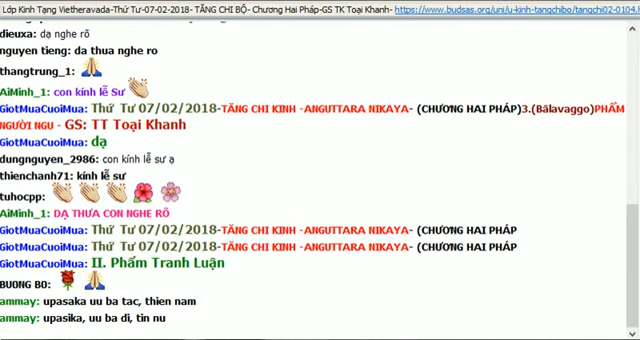 Lớp Kinh Tạng Vietheravada-Thứ Tư-07-02-2018- TĂNG CHI BỘ- Chương Hai Pháp-GS TK Toại Khanh- https://www.budsas.org/uni/u-kinh-tangchibo/tangchi02-0104.h
dieuxa: dạ nghe rõ
nguyen tieng: da thua nghe ro
thangtrung_1:
AiMinh_1: con kính lễ Sư
GiotMuaCuoiMua: Thứ Tư 07/02/2018-TĂNG CHI KINH -ANGUTTARA NIKAYA- (CHƯƠNG HAI PHÁP)3.(Bālavaggo)PHẨM
NGƯỜI NGU - GS: TT Toại Khanh
GiotMuaCuoiMua: dạ
dungnguyen_2986: con kính lễ sư ạ
thienchanh71: kính lễ sư
tuhocpp:
AiMinh_1: DẠ THƯA CON NGHE RÕ
GiotMuaCuoiMua: Thứ Tư 07/02/2018-TĂNG CHI KINH -ANGUTTARA NIKAYA- (CHƯƠNG HAI PHÁP
GiotMuaCuoiMua: Thứ Tư 07/02/2018-TĂNG CHI KINH -ANGUTTARA NIKAYA- (CHƯƠNG HAI PHÁP
GiotMuaCuoiMua: II. Phẩm Tranh Luận
BUONG BO:
ammay: upasaka uu ba tac, thien nam
ammay: upasika, uu ba di, tin nu